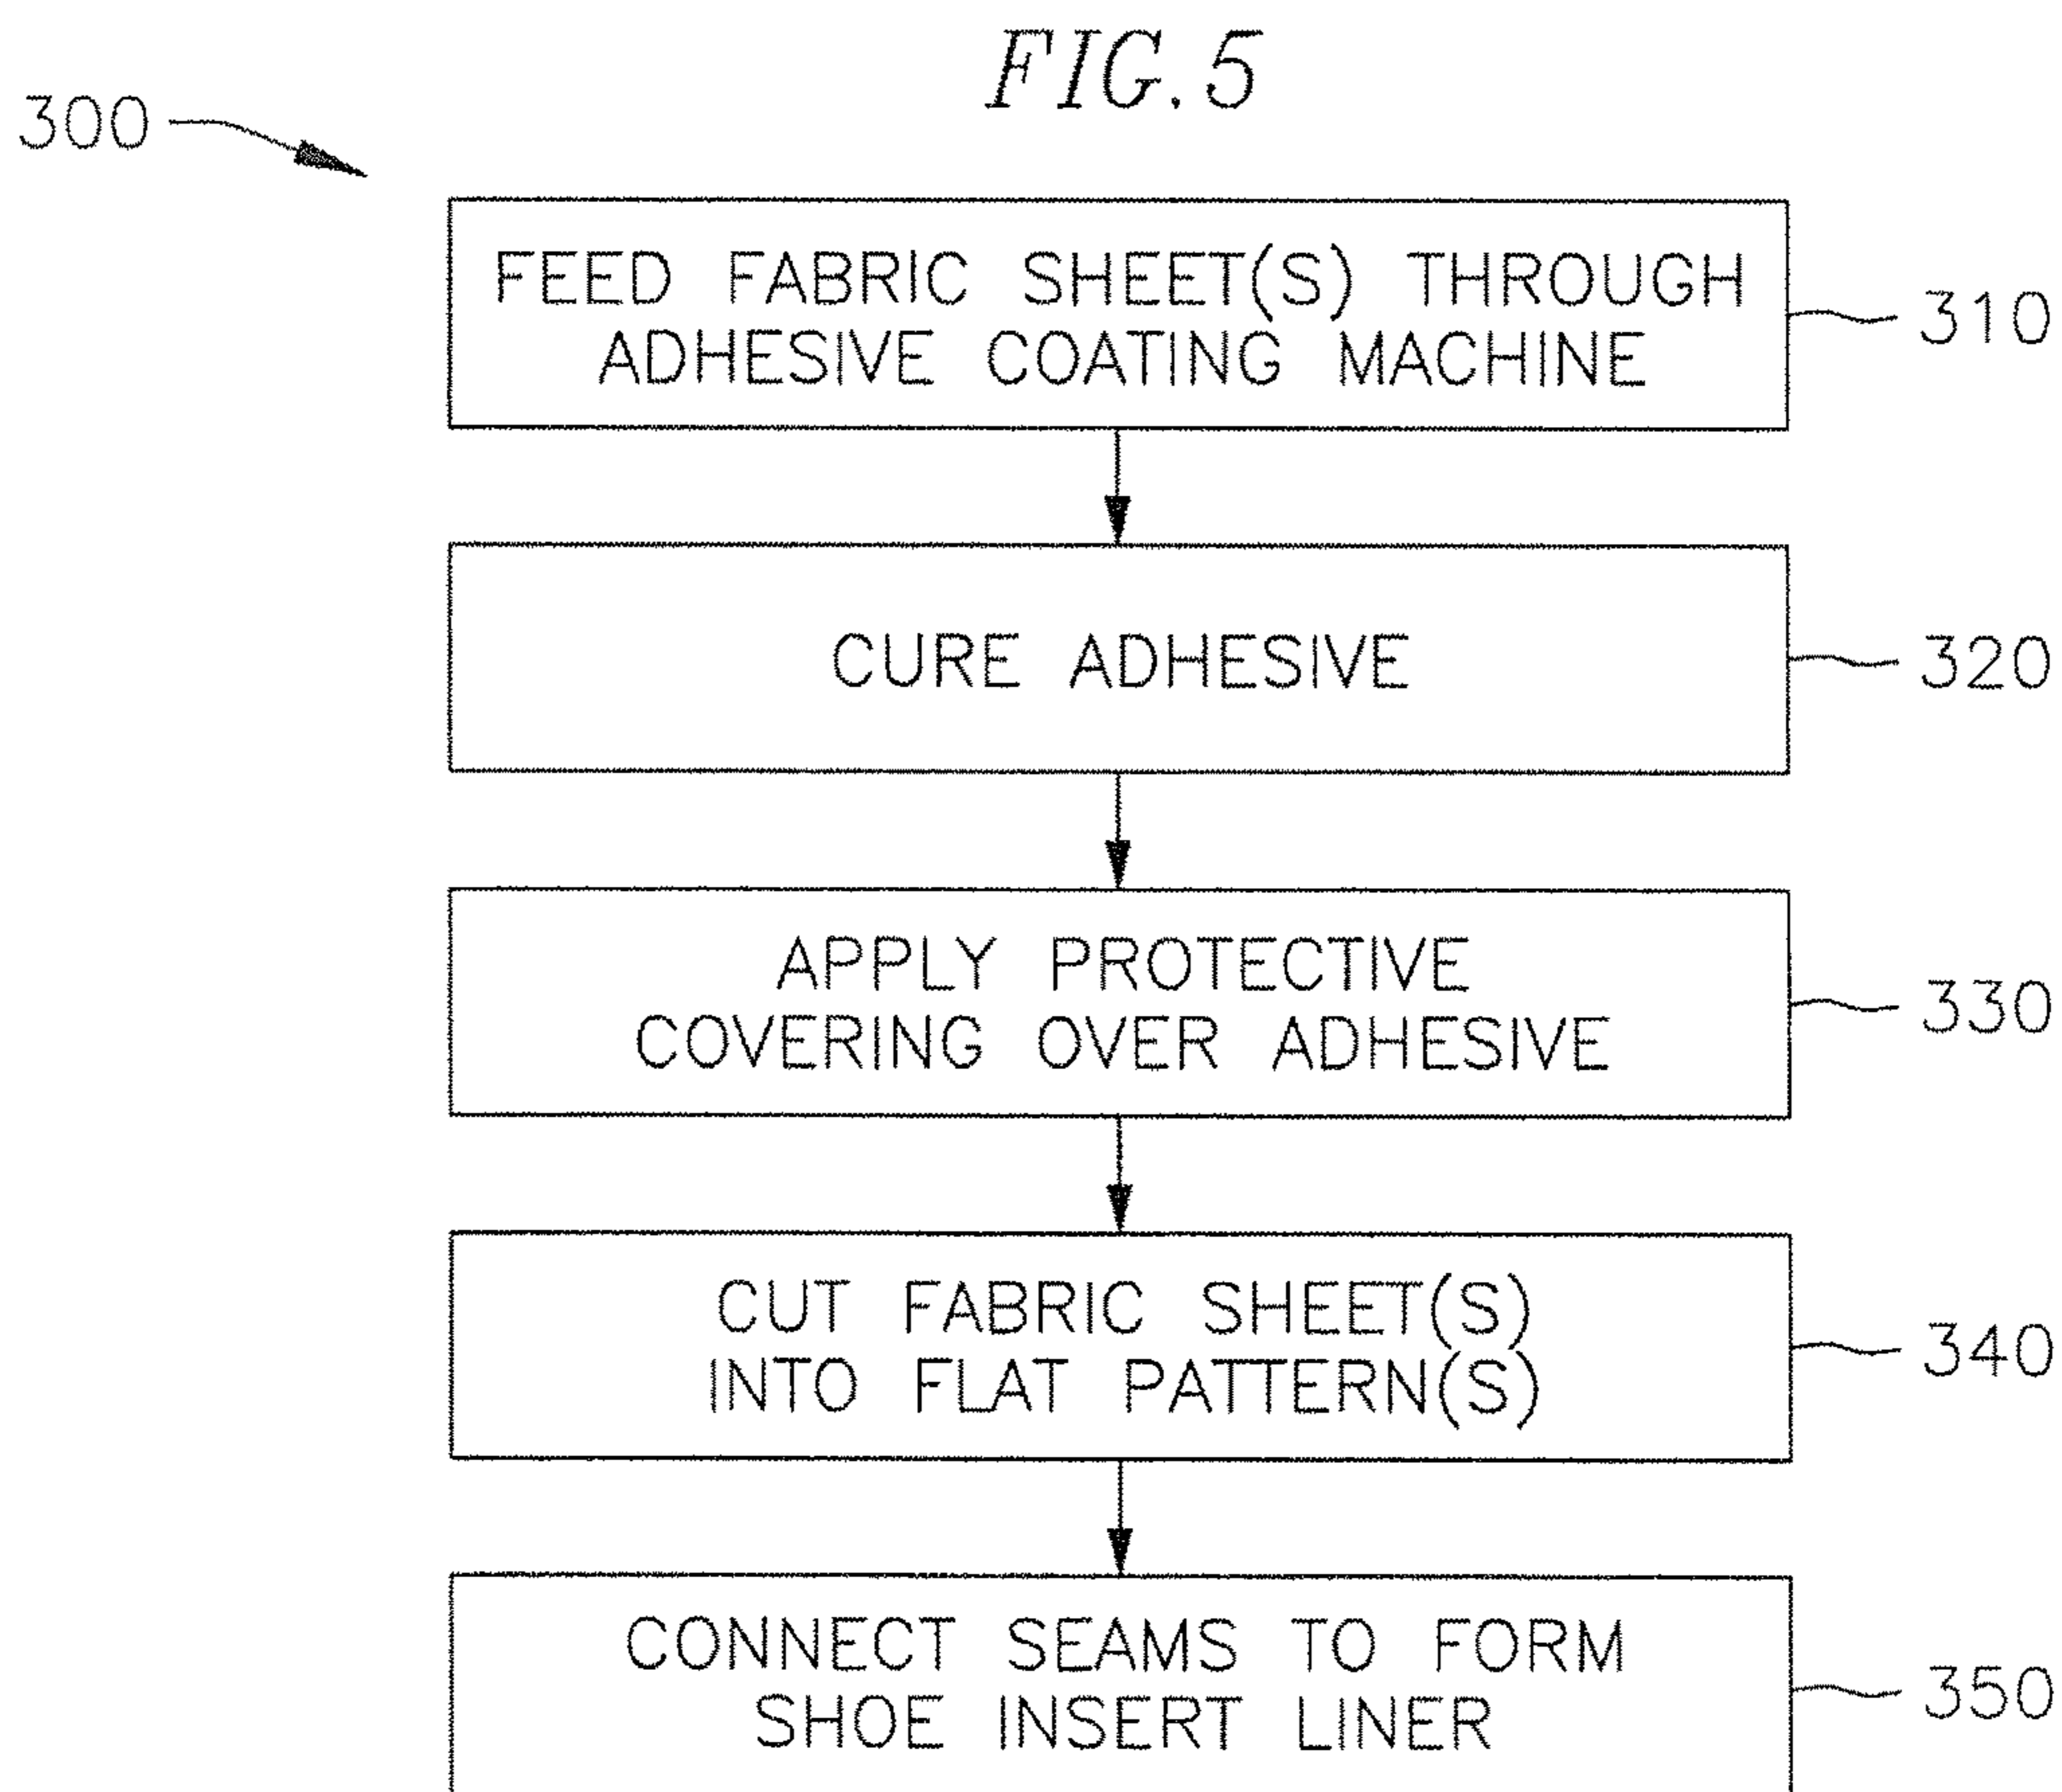 FIG. 5
300
FEED FABRIC SHEET(S) THROUGH
ADHESIVE COATING MACHINE
310
CURE ADHESIVE
320
APPLY PROTECTIVE
COVERING OVER ADHESIVE
330
CUT FABRIC SHEET(S)
INTO FLAT PATTERN(S)
340
CONNECT SEAMS TO FORM
SHOE INSERT LINER
350